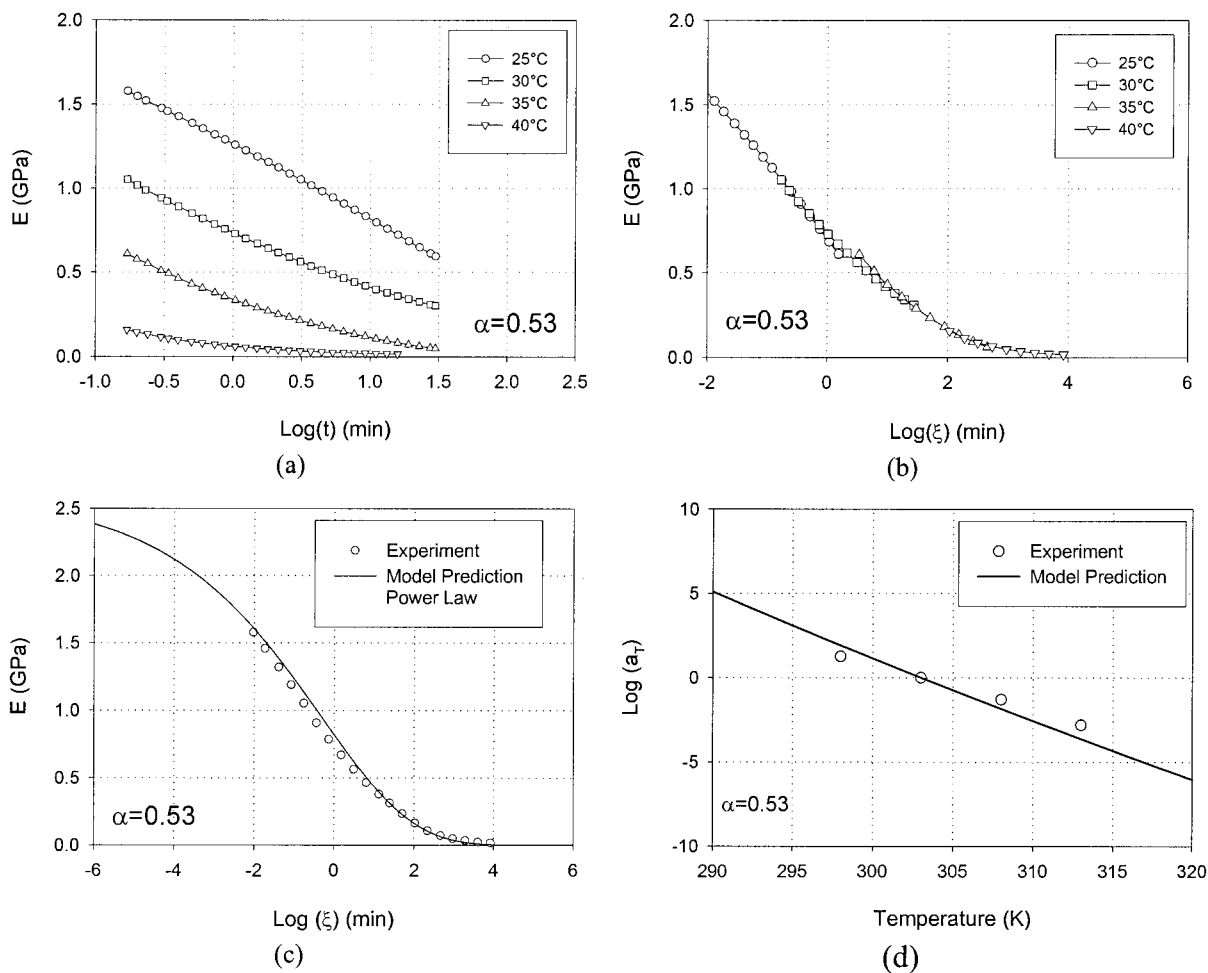 2.0
1.5
1.0
0.5
0.0
E (GPa)
25°C
30°C
35°C
40°C
α=0.53
-1.0 -0.5 0.0 0.5 1.0 1.5 2.0 2.5
Log(t) (min)
(a)
2.0
1.5
1.0
0.5
0.0
E (GPa)
25°C
30°C
35°C
40°C
α=0.53
-2 0 2 4 6
Log(ξ) (min)
(b)
2.5
2.0
1.5
1.0
0.5
0.0
E (GPa)
Experiment
Model Prediction
Power Law
α=0.53
-6 -4 -2 0 2 4 6
Log (ξ) (min)
(c)
10
5
0
-5
-10
Log (aT)
Experiment
Model Prediction
α=0.53
290 295 300 305 310 315 320
Temperature (K)
(d)